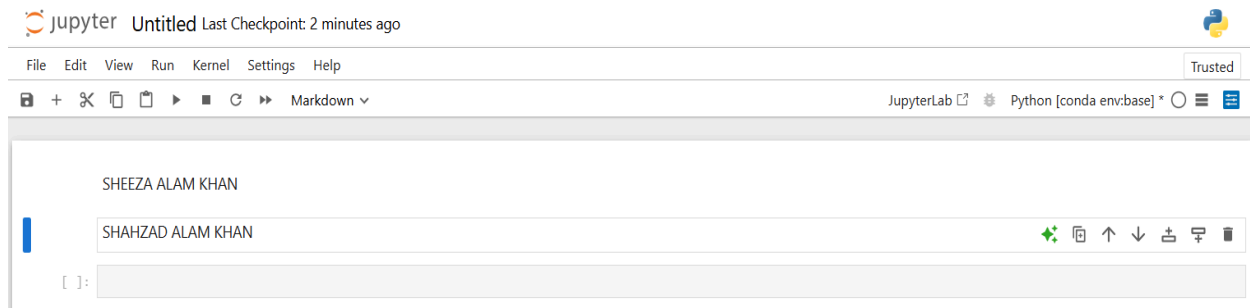 jupyter Untitled Last Checkpoint: 2 minutes ago
File Edit View Run Kernel Settings Help Trusted
Markdown JupyterLab Python [conda env:base] *
SHEEZA ALAM KHAN
SHAHZAD ALAM KHAN
[ ]: